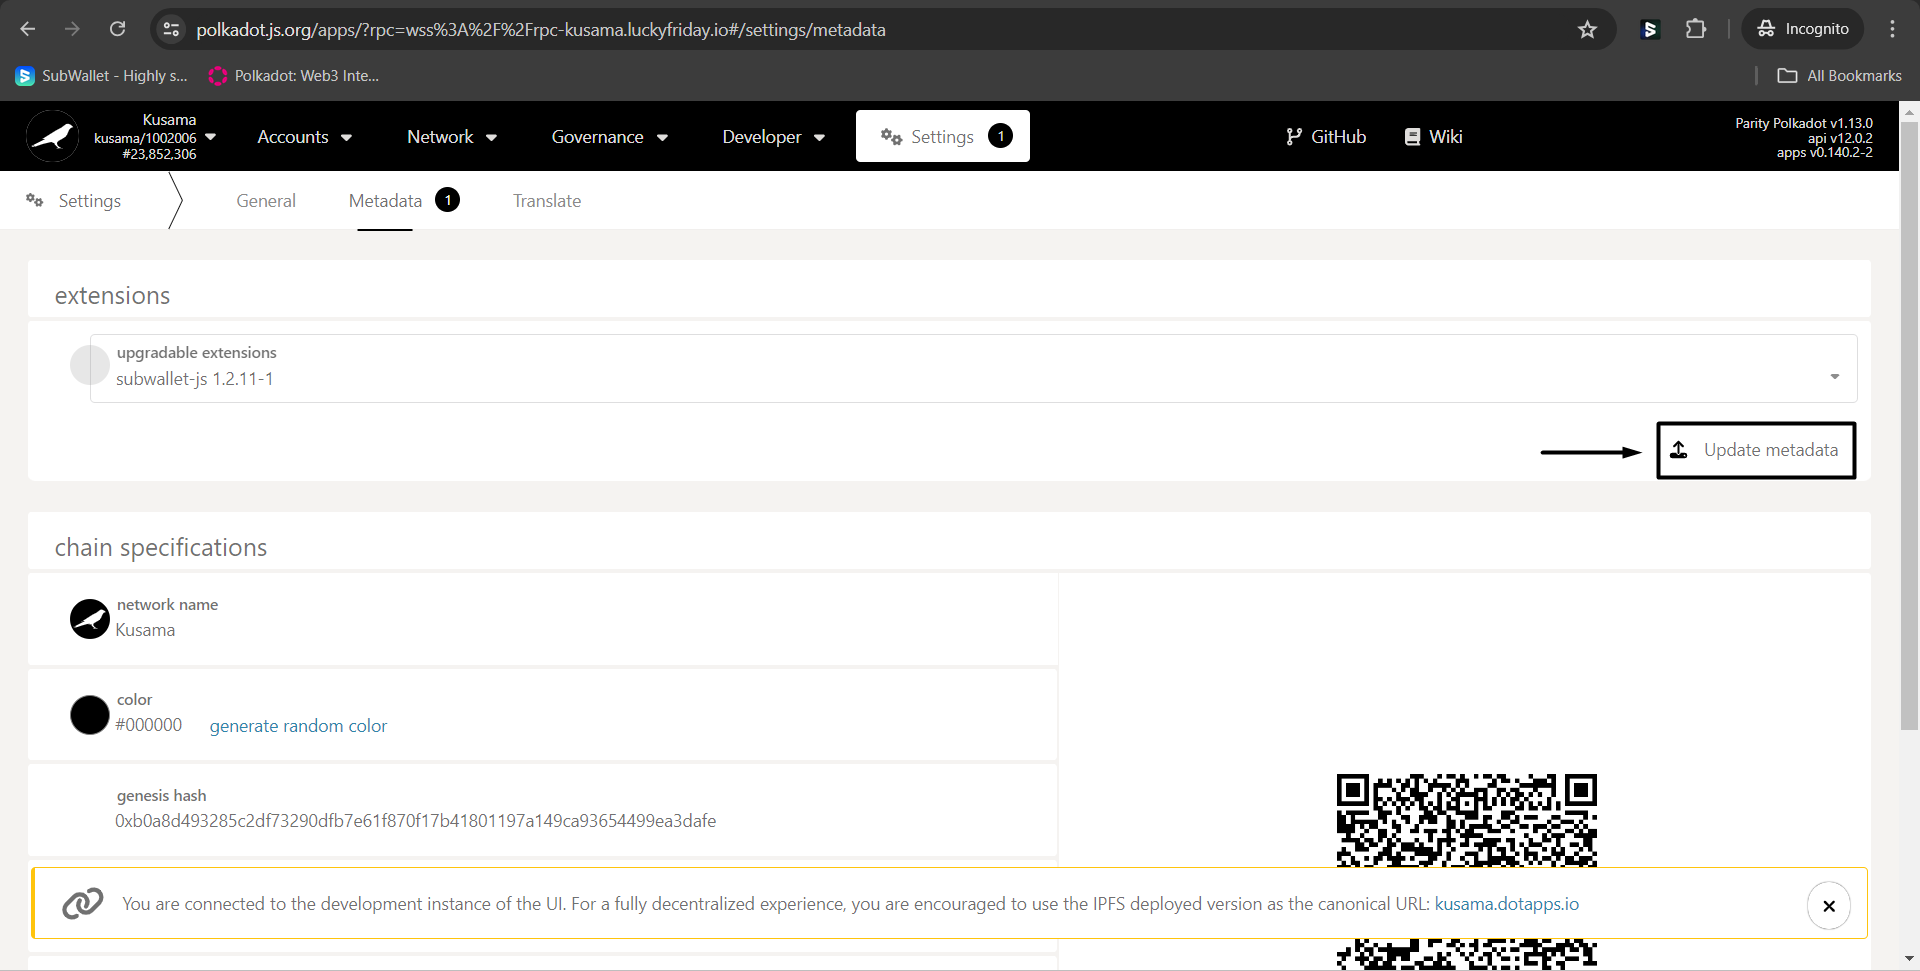 polkadot.js.org/apps/?rpc=wss%3A%2F%2Frpc-kusama.luckyfriday.io#/settings/metadata
Incognito
SubWallet - Highly s...
Polkadot: Web3 Inte...
All Bookmarks
Kusama
kusama/1002006
#23,852,306
Accounts
Network
Governance
Developer
Settings 1
GitHub
Wiki
Parity Polkadot v1.13.0
api v12.0.2
apps v0.140.2-2
Settings
General
Metadata 1
Translate
extensions
upgradable extensions
subwallet-js 1.2.11-1
Update metadata
chain specifications
network name
Kusama
color
#000000
generate random color
genesis hash
0xb0a8d493285c2df73290dfb7e61f870f17b41801197a149ca93654499ea3dafe
You are connected to the development instance of the UI. For a fully decentralized experience, you are encouraged to use the IPFS deployed version as the canonical URL: kusama.dotapps.io